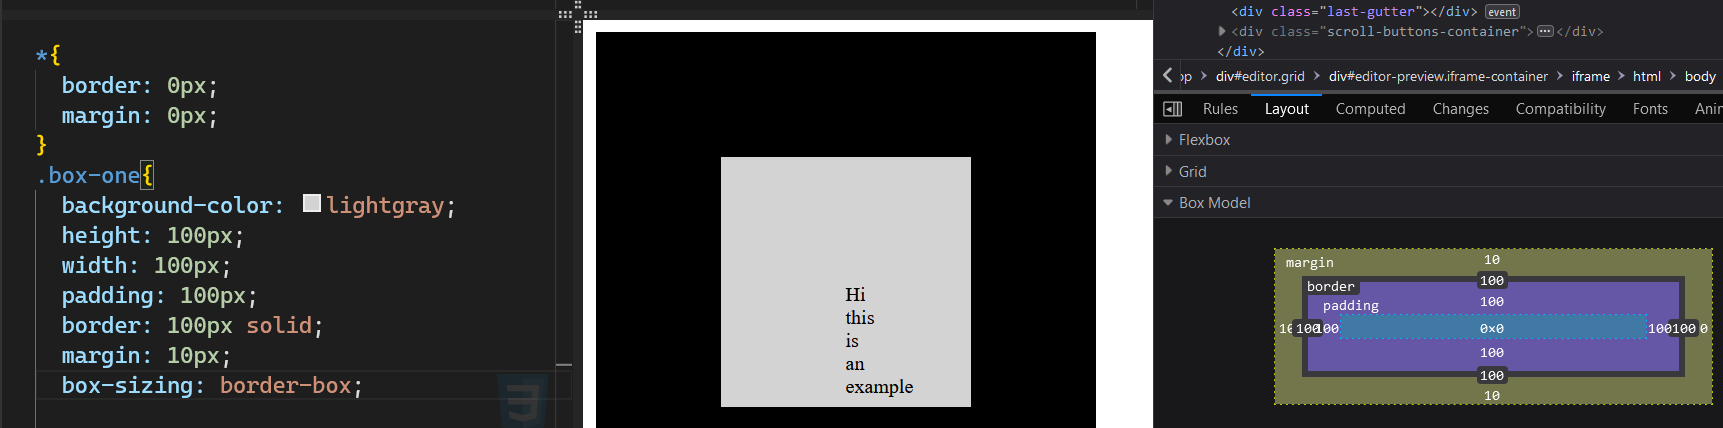 *{
border: 0px;
margin: 0px;
}
.box-one{
background-color: lightgray;
height: 100px;
width: 100px;
padding: 100px;
border: 100px solid;
margin: 10px;
box-sizing: border-box;
Hi
this
is
an
example
<div class="last-gutter"></div> event
<div class="scroll-buttons-container"></div>
</div>
op > div#editor.grid > div#editor-preview.iframe-container > iframe > html > body
Rules Layout Computed Changes Compatibility Fonts Ani
Flexbox
Grid
Box Model
margin 10
border 100
padding 100
10 100 100 0×0 100 100 0
100
100
10